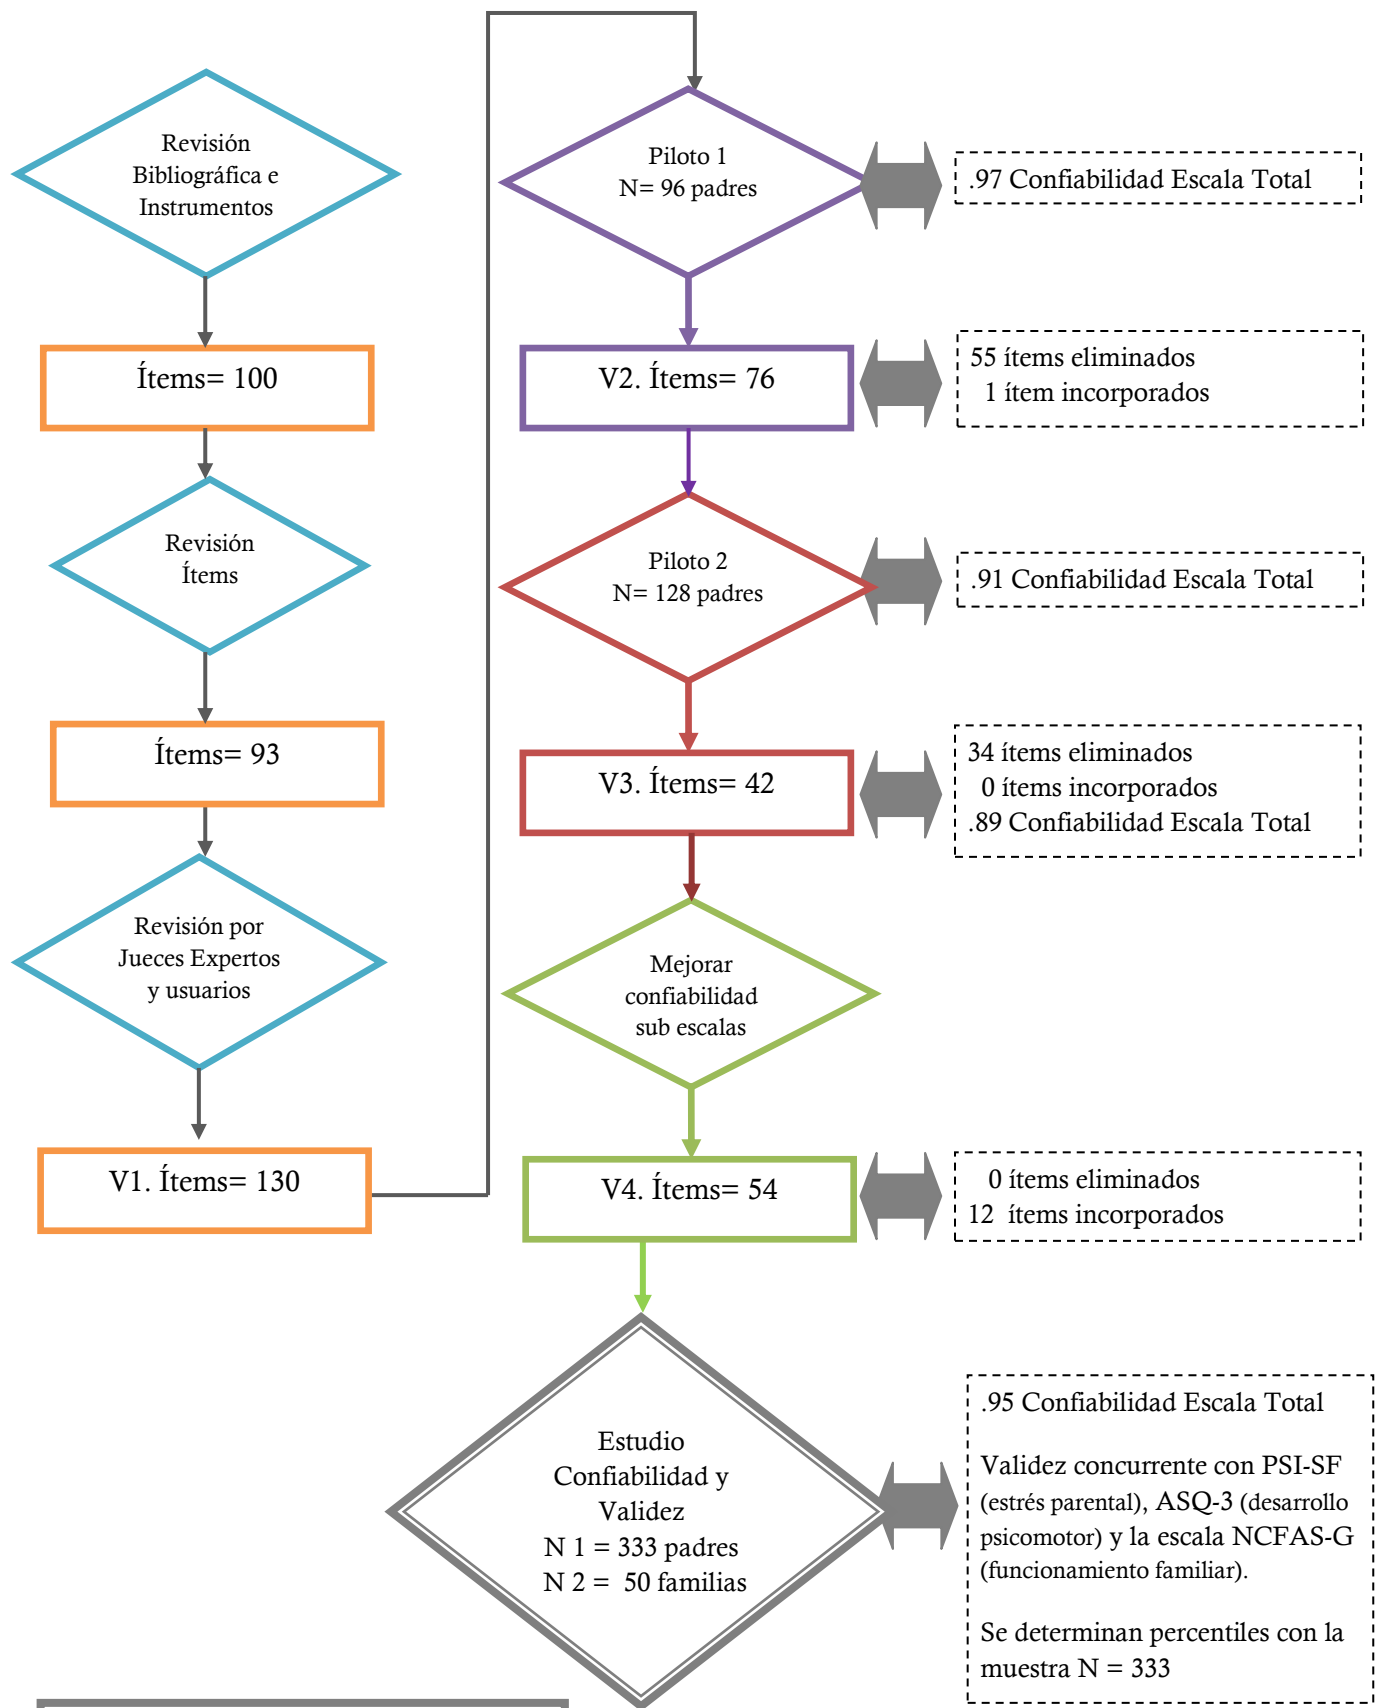 Revisión
Bibliográfica e
Instrumentos
Ítems= 100
Revisión
Ítems
Ítems= 93
Revisión por
Jueces Expertos
y usuarios
V1. Ítems= 130
Piloto 1
N= 96 padres
.97 Confiabilidad Escala Total
V2. Ítems= 76
55 ítems eliminados
1 ítem incorporados
Piloto 2
N= 128 padres
.91 Confiabilidad Escala Total
V3. Ítems= 42
34 ítems eliminados
0 ítems incorporados
.89 Confiabilidad Escala Total
Mejorar
confiabilidad
sub escalas
V4. Ítems= 54
0 ítems eliminados
12 ítems incorporados
Estudio
Confiabilidad y
Validez
N 1 = 333 padres
N 2 = 50 familias
.95 Confiabilidad Escala Total
Validez concurrente con PSI-SF
(estrés parental), ASQ-3 (desarrollo
psicomotor) y la escala NCFAS-G
(funcionamiento familiar).
Se determinan percentiles con la
muestra N = 333